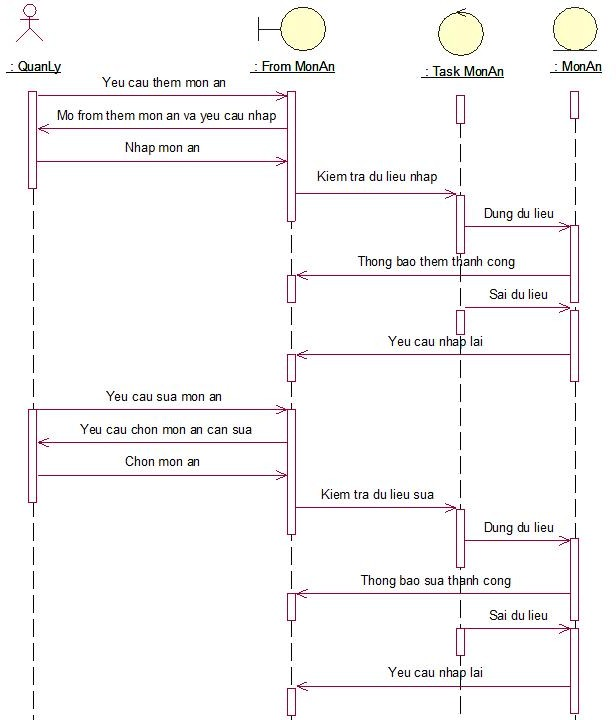 : QuanLy
: From MonAn
: Task MonAn
: MonAn
Yeu cau them mon an
Mo from them mon an va yeu cau nhap
Nhap mon an
Kiem tra du lieu nhap
Dung du lieu
Thong bao them thanh cong
Sai du lieu
Yeu cau nhap lai
Yeu cau sua mon an
Yeu cau chon mon an can sua
Chon mon an
Kiem tra du lieu sua
Dung du lieu
Thong bao sua thanh cong
Sai du lieu
Yeu cau nhap lai